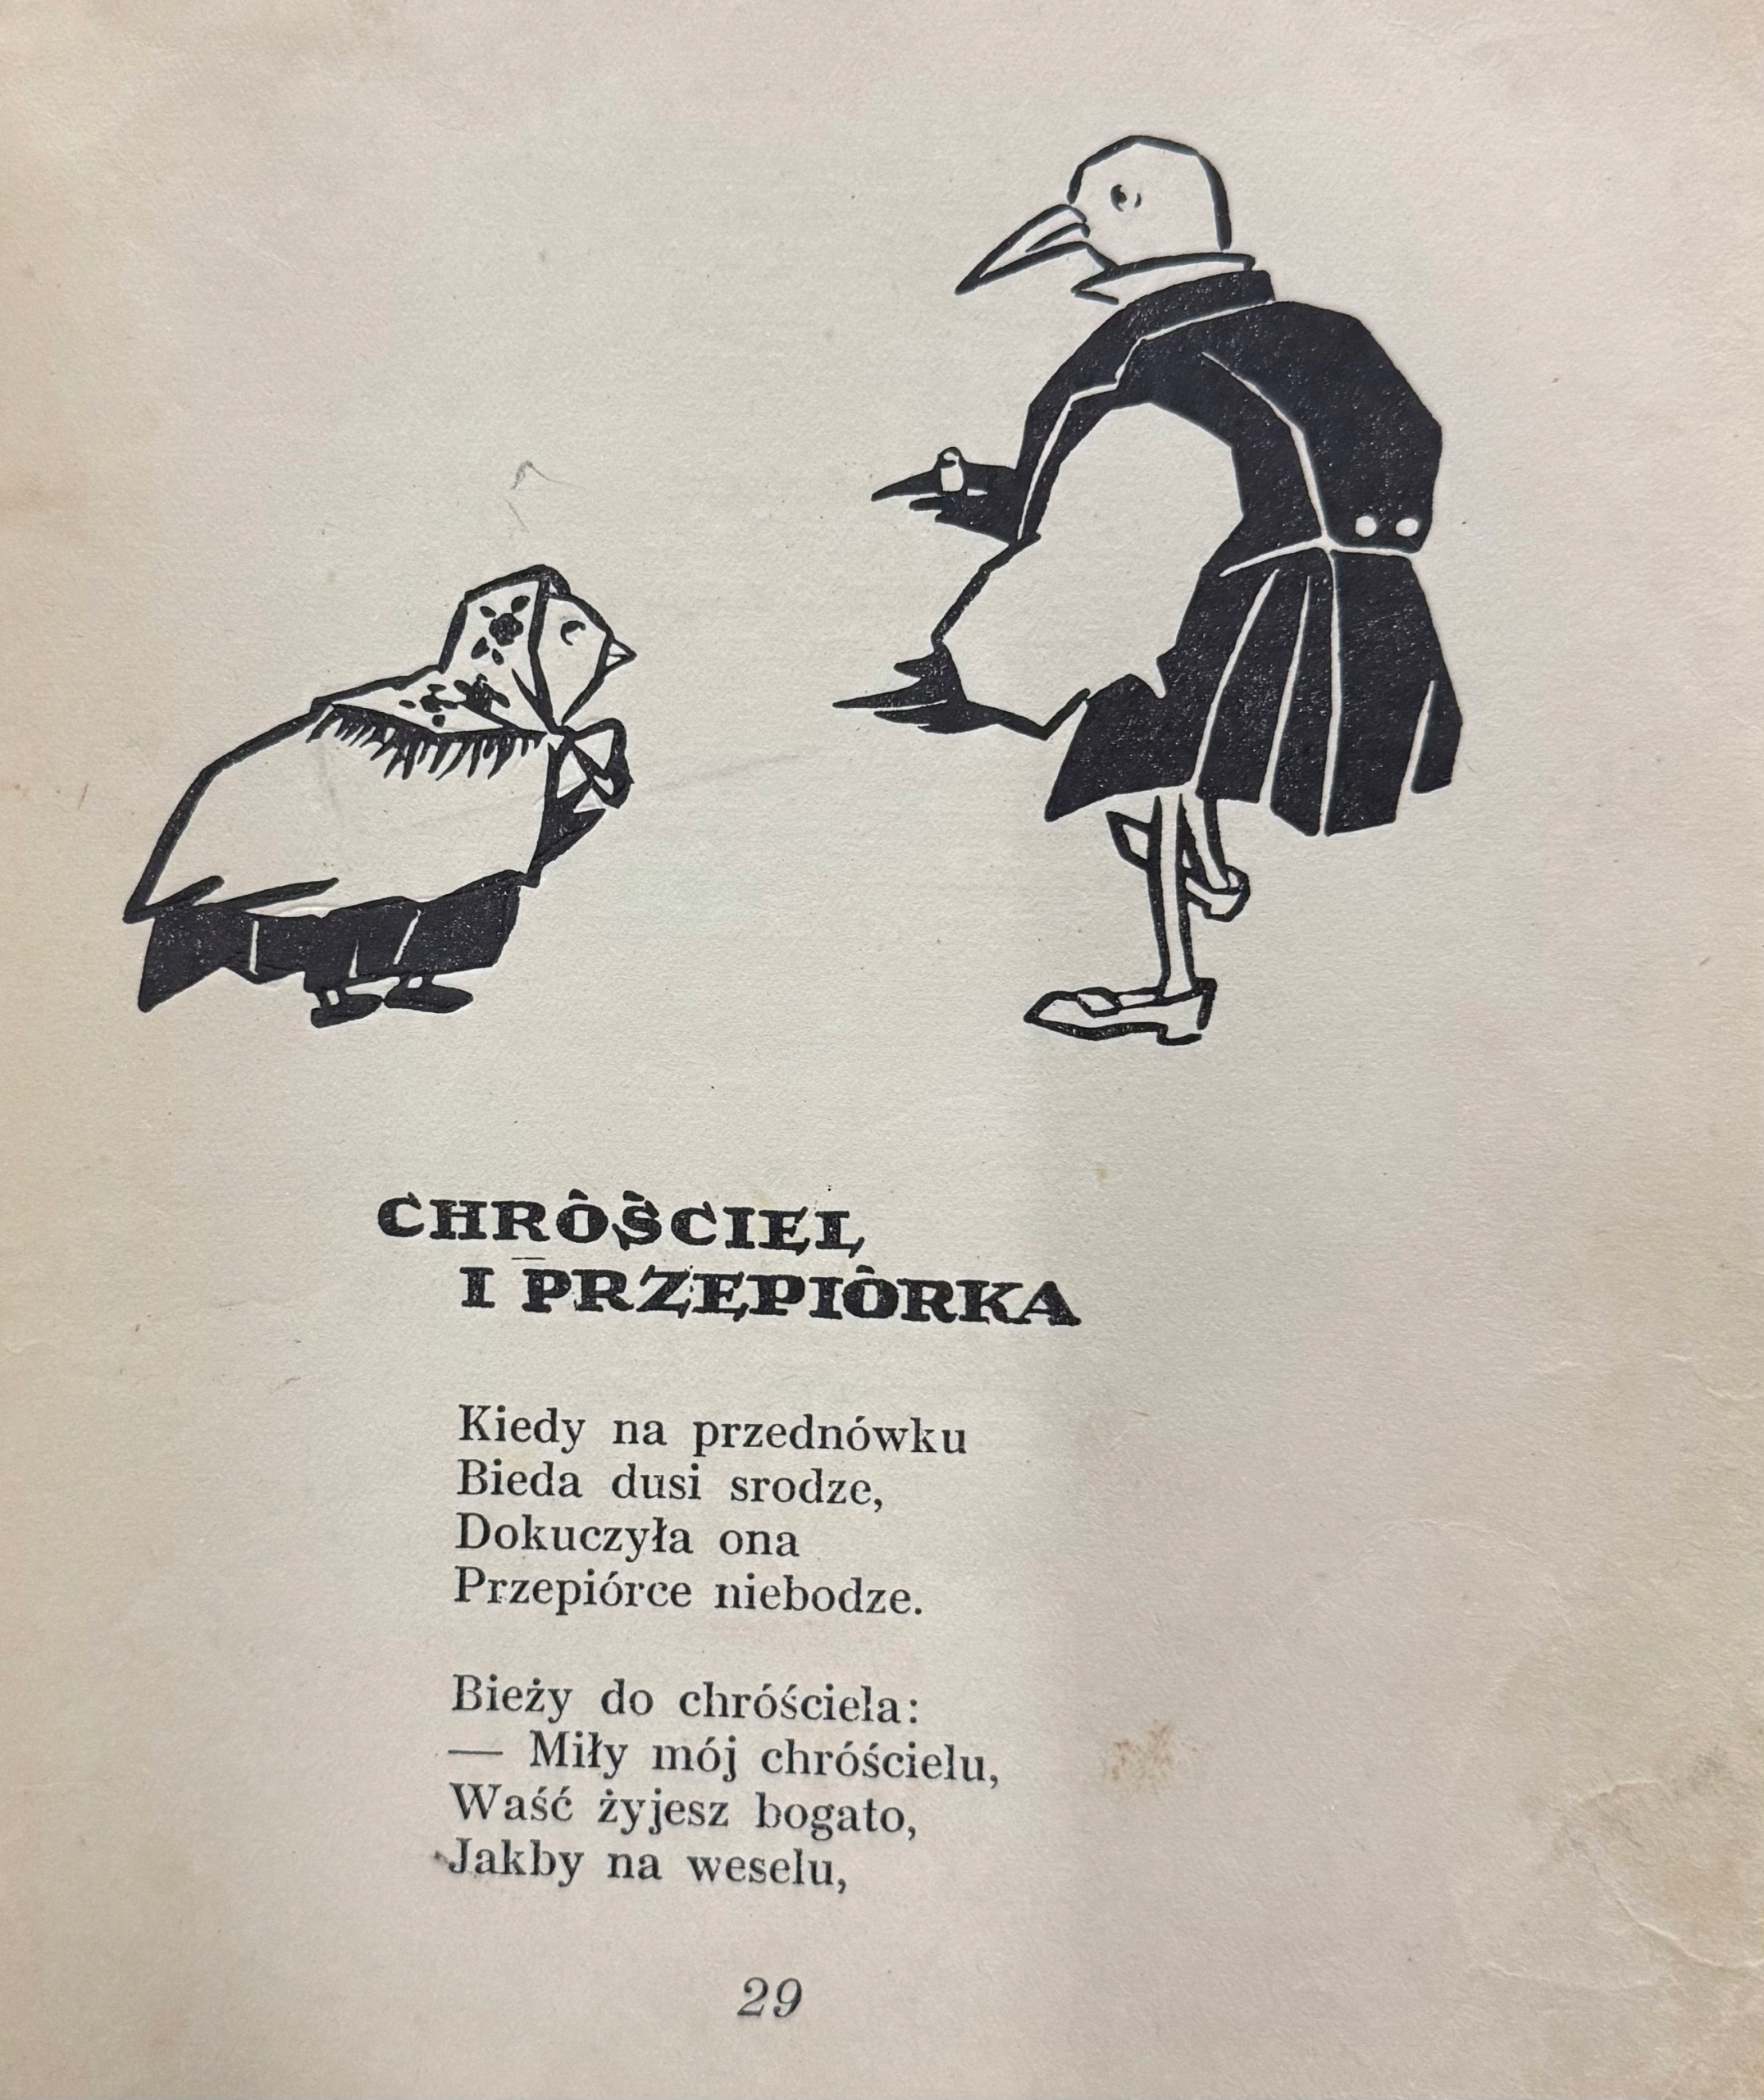 CHRÓŚCIEL
I PRZEPIÓRKA
Kiedy na przednówku
Bieda dusi srodze,
Dokuczyła ona
Przepiórce niebodze.
Bieży do chróściela:
— Miły mój chróścielu,
Waść żyjesz bogato,
Jakby na weselu,
29